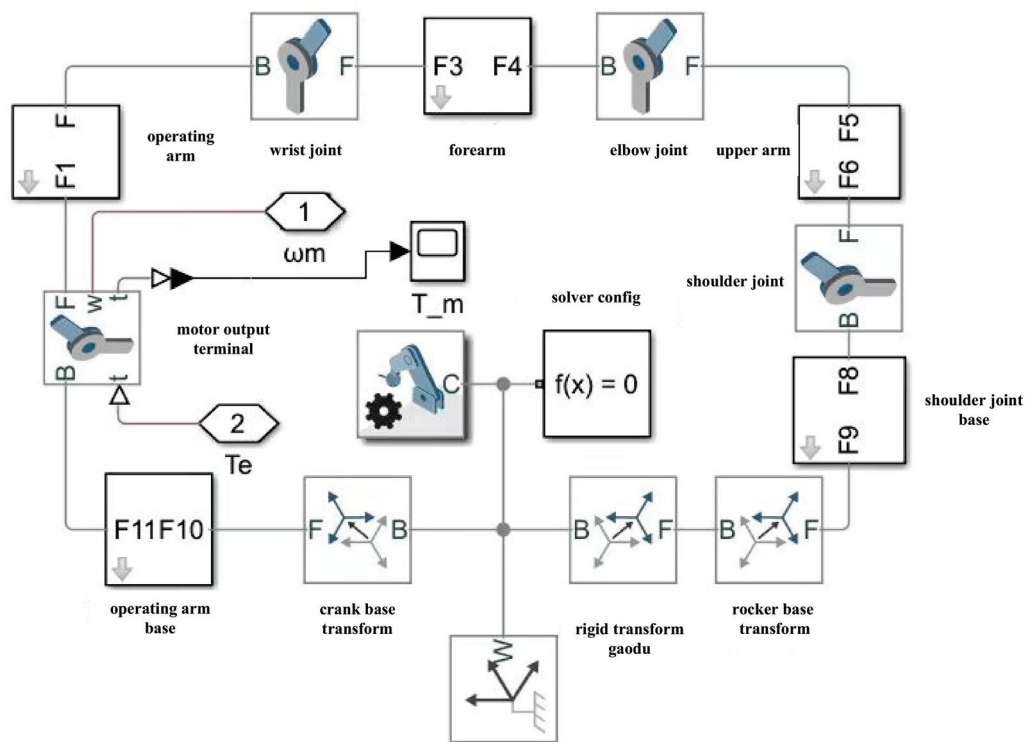 B F
F3 F4
B F
operating
arm
wrist joint
forearm
elbow joint
upper arm
F
F1
F5
F6
1
ωm
T_m
shoulder joint
F
B
F w t
B t
motor output
terminal
solver config
C
f(x) = 0
2
Te
F8
F9
shoulder joint
base
F11F10
F B
B F
B F
operating arm
base
crank base
transform
rigid transform
gaodu
rocker base
transform
W